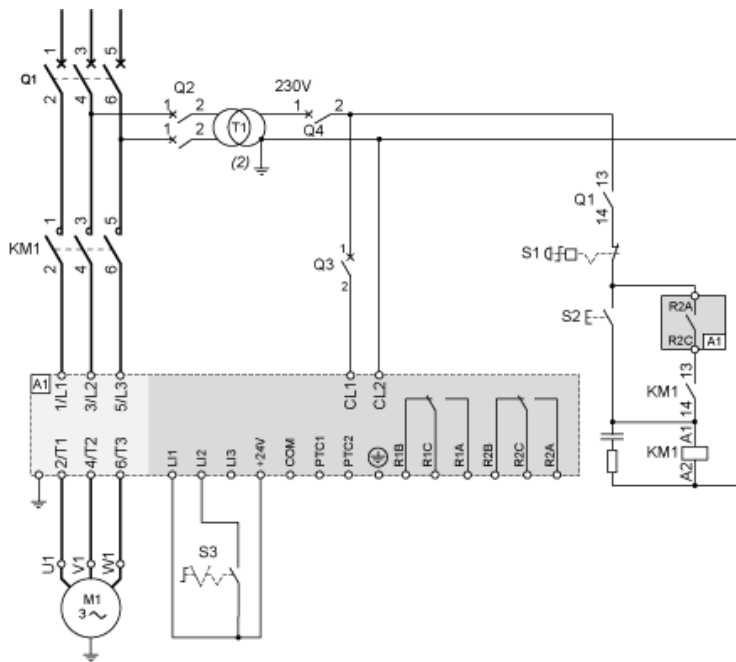 1 3 5
Q1
2 4 6
Q2
1 2
1 2
T1
(2)
230V
1 2
Q4
Q1
13
14
KM1
1 3 5
2 4 6
Q3
1
2
S1
S2
R2A
R2C
A1
KM1
13
14
KM1
A1
A2
A1
1/L1 3/L2 5/L3
CL1 CL2
2/T1 4/T2 6/T3
LI1 LI2 LI3 +24V COM PTC1 PTC2 R1B R1C R1A R2B R2C R2A
S3
U1 V1 W1
M1
3